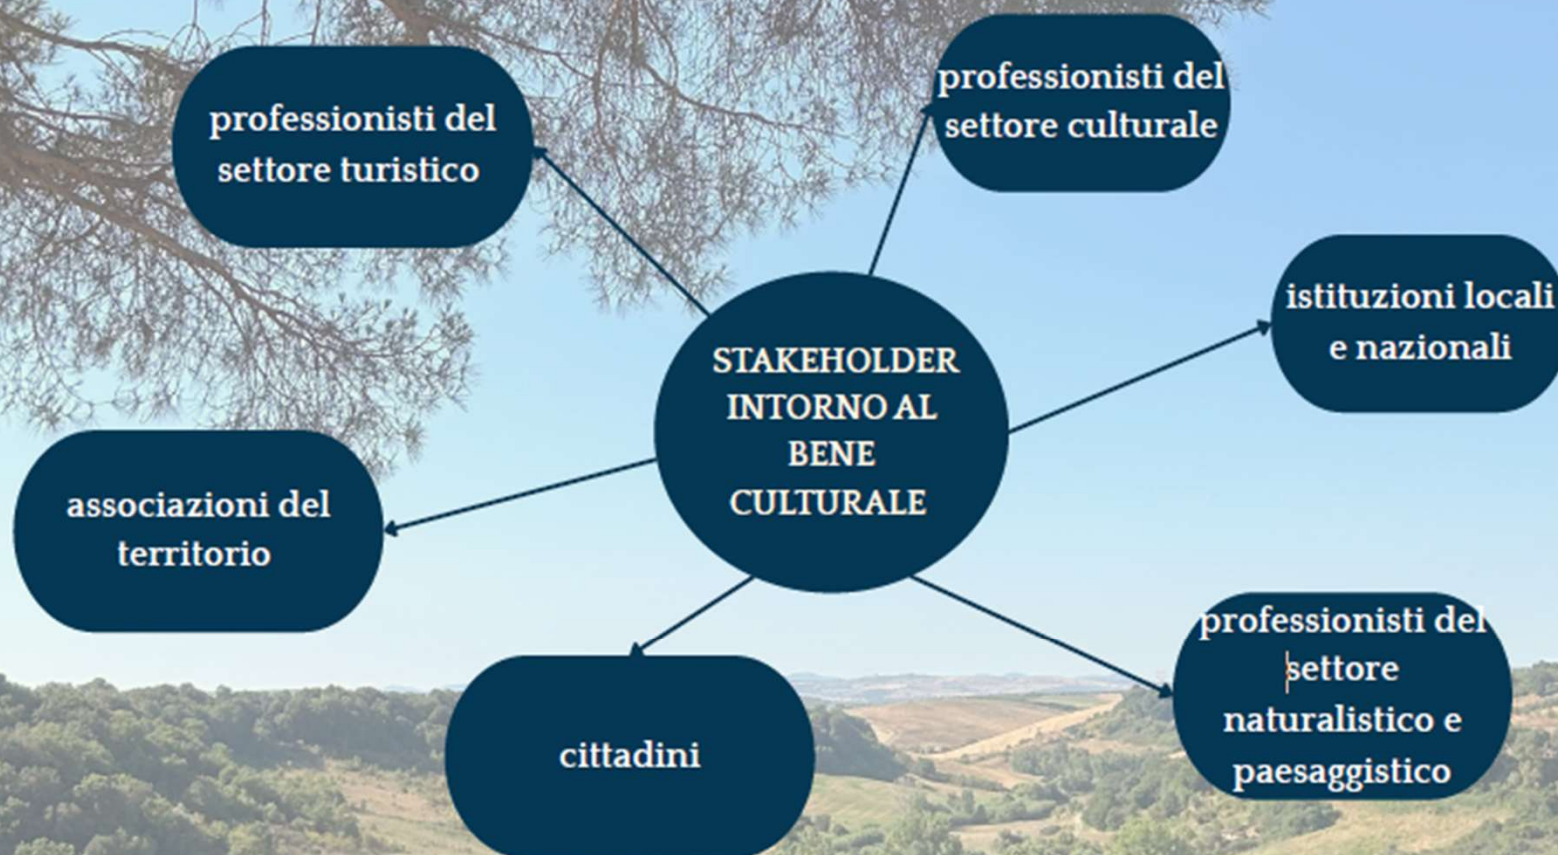 professionisti del
settore turistico
professionisti del
settore culturale
istituzioni locali
e nazionali
STAKEHOLDER
INTORNO AL
BENE
CULTURALE
associazioni del
territorio
cittadini
professionisti del
settore
naturalistico e
paesaggistico